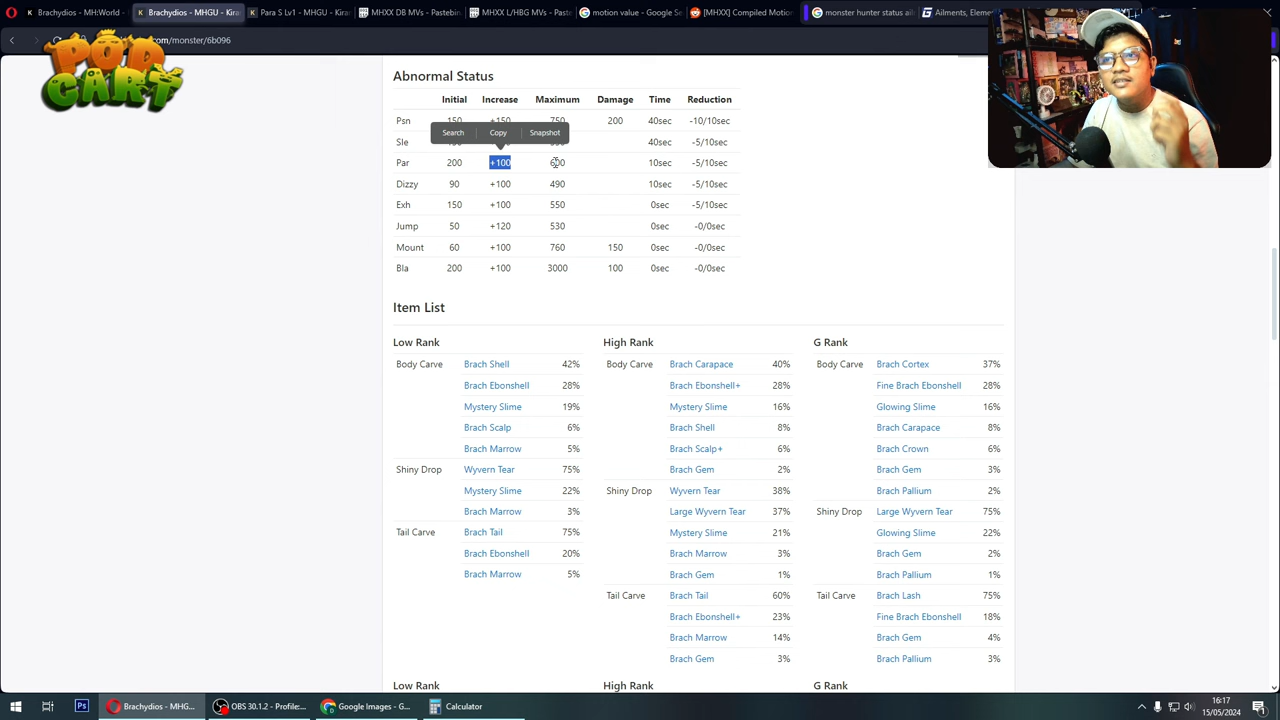 Brachydios - MH:World
Brachydios - MHGU - Kira
Para S Lv1 - MHGU - Kira
MHXX DB MVs - Pastebin
MHXX L/HBG MVs - Paste
motion value - Google Se
[MHXX] Compiled Motion
monster hunter status ail
Ailments, Elemen
.com/monster/6b096
POD CART
Abnormal Status
Initial Increase Maximum Damage Time Reduction
Psn 150 +150 750 200 40sec -10/10sec
Search Copy Snapshot
Sle 40sec -5/10sec
Par 200 +100 600 10sec -5/10sec
Dizzy 90 +100 490 10sec -5/10sec
Exh 150 +100 550 0sec -5/10sec
Jump 50 +120 530 0sec -0/0sec
Mount 60 +100 760 150 0sec -0/0sec
Bla 200 +100 3000 100 0sec -0/0sec
Item List
Low Rank High Rank G Rank
Body Carve Brach Shell 42% Body Carve Brach Carapace 40% Body Carve Brach Cortex 37%
Brach Ebonshell 28% Brach Ebonshell+ 28% Fine Brach Ebonshell 28%
Mystery Slime 19% Mystery Slime 16% Glowing Slime 16%
Brach Scalp 6% Brach Shell 8% Brach Carapace 8%
Brach Marrow 5% Brach Scalp+ 6% Brach Crown 6%
Shiny Drop Wyvern Tear 75% Brach Gem 2% Brach Gem 3%
Mystery Slime 22% Shiny Drop Wyvern Tear 38% Brach Pallium 2%
Brach Marrow 3% Large Wyvern Tear 37% Shiny Drop Large Wyvern Tear 75%
Tail Carve Brach Tail 75% Mystery Slime 21% Glowing Slime 22%
Brach Ebonshell 20% Brach Marrow 3% Brach Gem 2%
Brach Marrow 5% Brach Gem 1% Brach Pallium 1%
Tail Carve Brach Tail 60% Tail Carve Brach Lash 75%
Brach Ebonshell+ 23% Fine Brach Ebonshell 18%
Brach Marrow 14% Brach Gem 4%
Brach Gem 3% Brach Pallium 3%
Low Rank High Rank G Rank
Brachydios - MHG...
OBS 30.1.2 - Profile:...
Google Images - G...
Calculator
16:17
15/05/2024